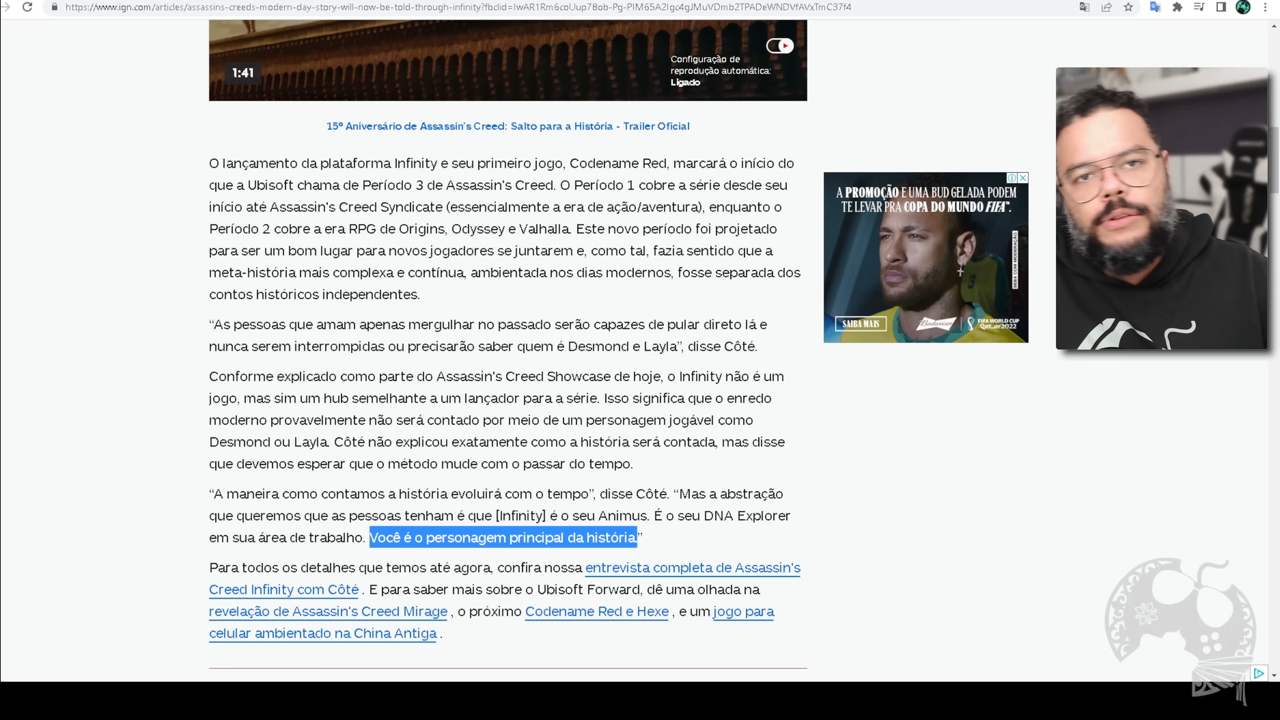 https://www.ign.com/articles/assassins-creeds-modern-day-story-will-now-be-told-through-infinity?fbclid=IwAR1Rm6coUup78ob-Pg-PIM65A2Igc4gJMuVDmb2TPADeWNDVfAVxTmC37f4
1:41
Configuração de
reprodução automática:
Ligado
15º Aniversário de Assassin's Creed: Salto para a História - Trailer Oficial
O lançamento da plataforma Infinity e seu primeiro jogo, Codename Red, marcará o início do
que a Ubisoft chama de Período 3 de Assassin's Creed. O Período 1 cobre a série desde seu
início até Assassin's Creed Syndicate (essencialmente a era de ação/aventura), enquanto o
Período 2 cobre a era RPG de Origins, Odyssey e Valhalla. Este novo período foi projetado
para ser um bom lugar para novos jogadores se juntarem e, como tal, fazia sentido que a
meta-história mais complexa e contínua, ambientada nos dias modernos, fosse separada dos
contos históricos independentes.
“As pessoas que amam apenas mergulhar no passado serão capazes de pular direto lá e
nunca serem interrompidas ou precisarão saber quem é Desmond e Layla”, disse Côté.
Conforme explicado como parte do Assassin's Creed Showcase de hoje, o Infinity não é um
jogo, mas sim um hub semelhante a um lançador para a série. Isso significa que o enredo
moderno provavelmente não será contado por meio de um personagem jogável como
Desmond ou Layla. Côté não explicou exatamente como a história será contada, mas disse
que devemos esperar que o método mude com o passar do tempo.
“A maneira como contamos a história evoluirá com o tempo”, disse Côté. “Mas a abstração
que queremos que as pessoas tenham é que [Infinity] é o seu Animus. É o seu DNA Explorer
em sua área de trabalho. Você é o personagem principal da história.”
Para todos os detalhes que temos até agora, confira nossa entrevista completa de Assassin's
Creed Infinity com Côté . E para saber mais sobre o Ubisoft Forward, dê uma olhada na
revelação de Assassin's Creed Mirage , o próximo Codename Red e Hexe , e um jogo para
celular ambientado na China Antiga .
A PROMOÇÃO E UMA BUD GELADA PODEM
TE LEVAR PRA COPA DO MUNDO FIFA™.
SAIBA MAIS
Budweiser
FIFA WORLD CUP
Qatar2022